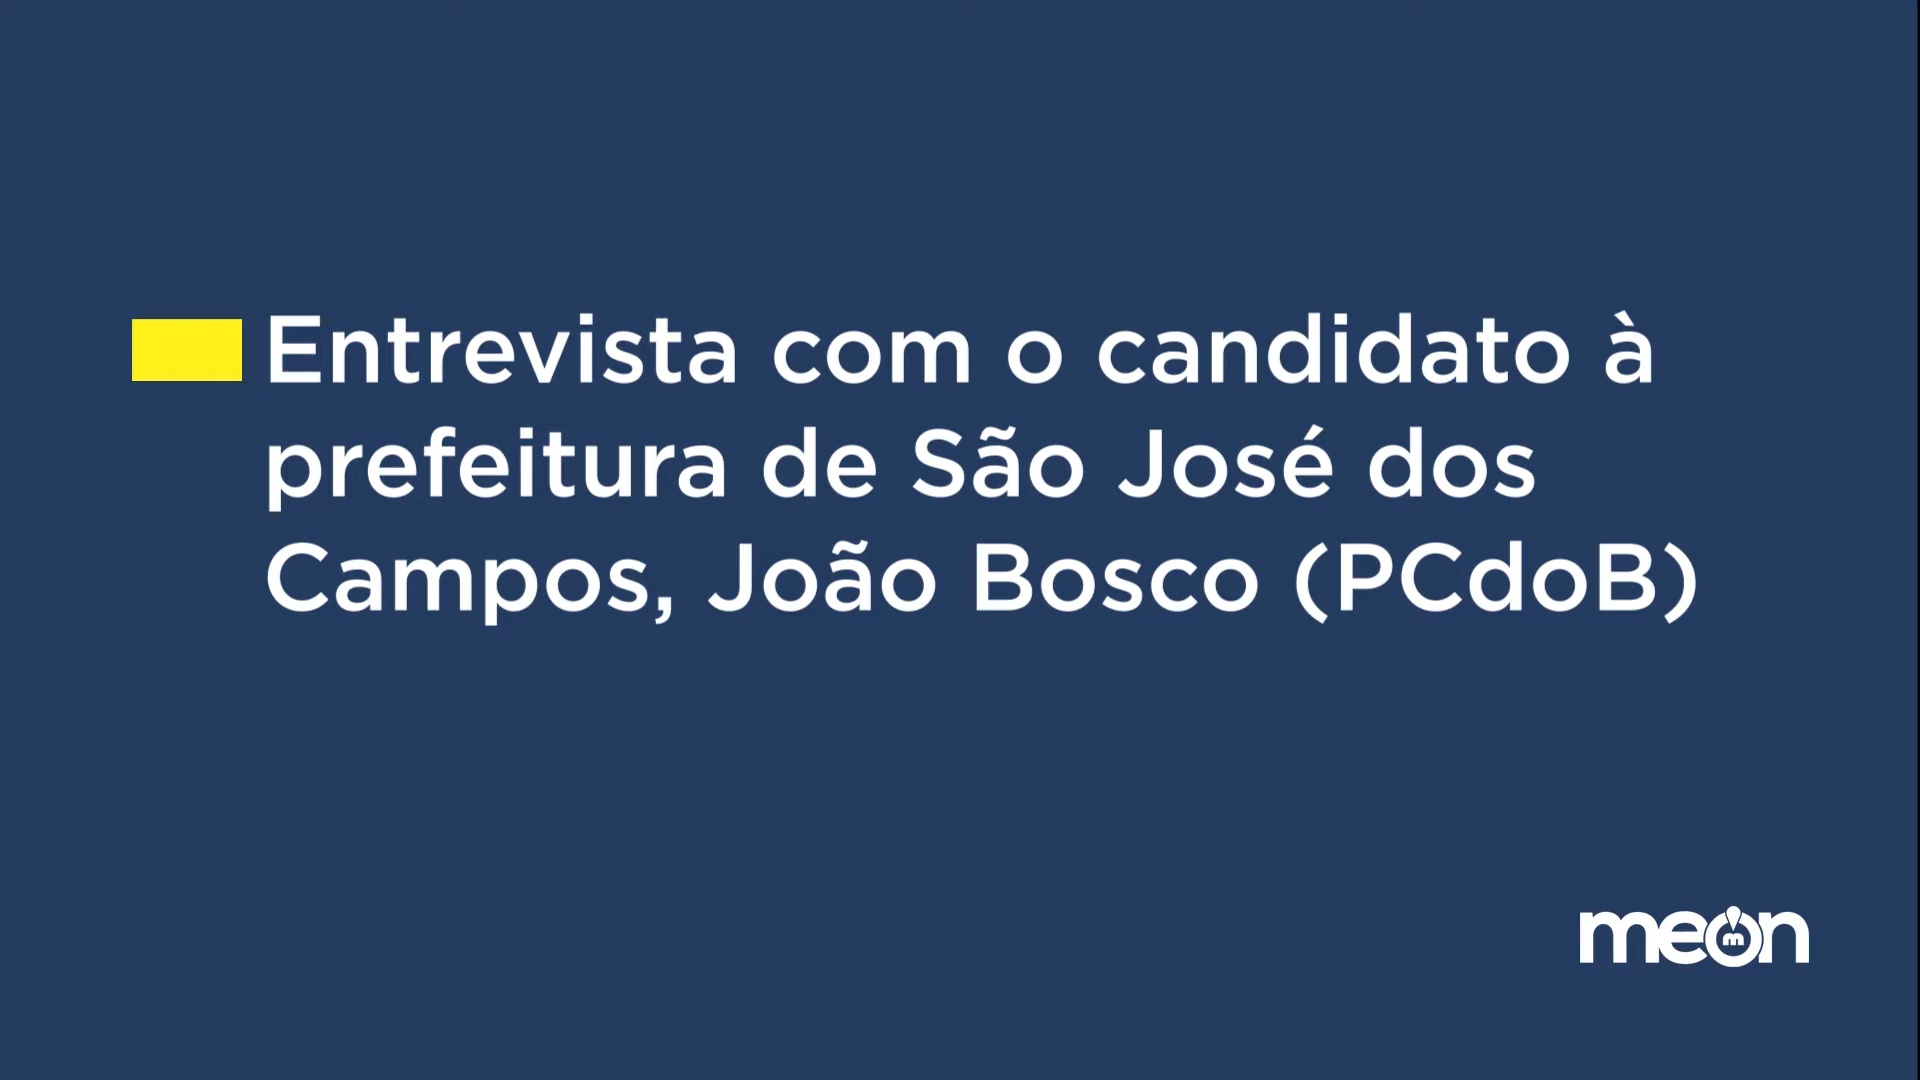 Entrevista com o candidato à
prefeitura de São José dos
Campos, João Bosco (PCdoB)
meon